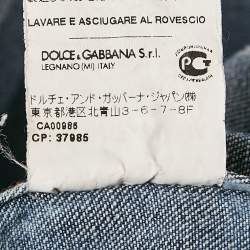 LAVARE E ASCIUGARE AL ROVESCIO
DOLCE&GABBANA S.r.l.
LEGNANO (MI) ITALY
ドルチェ・アンド・ガッバーナ・ジャパン(株)
東京都港区北青山3-6-7-8F
CA00986
CP: 37985